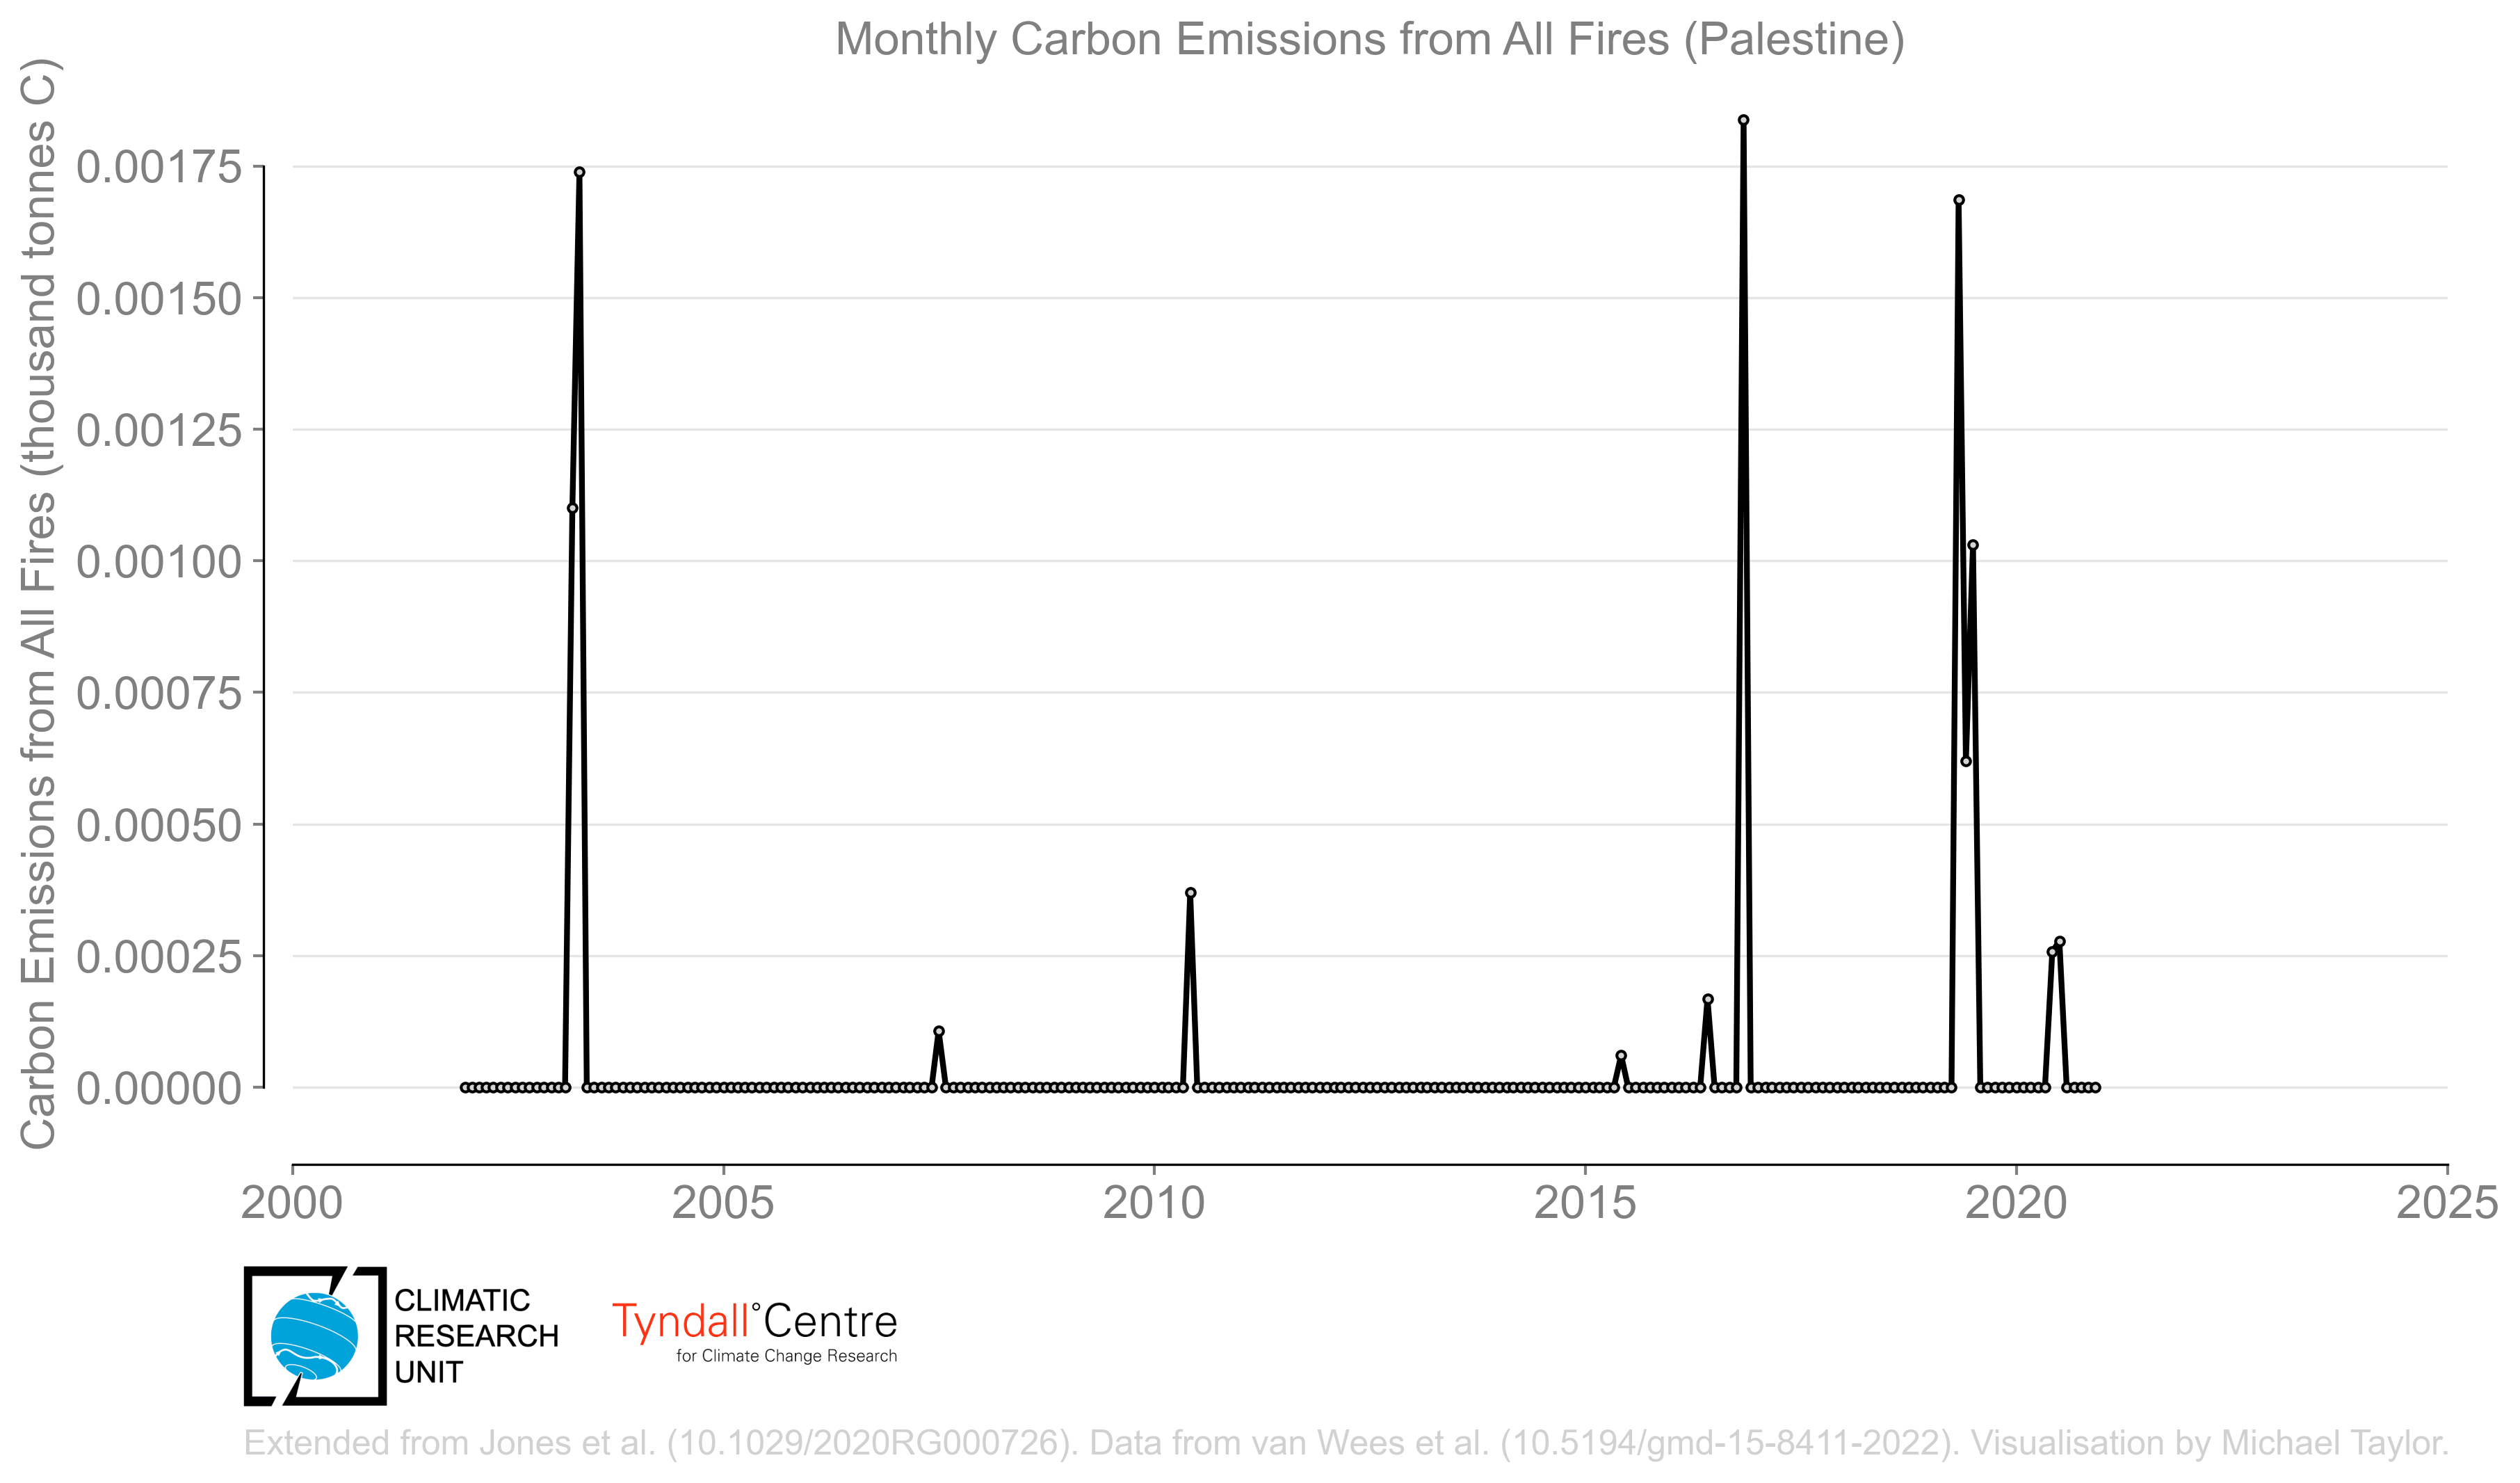 Monthly Carbon Emissions from All Fires (Palestine)
Carbon Emissions from All Fires (thousand tonnes C)
0.00175
0.00150
0.00125
0.00100
0.00075
0.00050
0.00025
0.00000
2000 2005 2010 2015 2020 2025
CLIMATIC
RESEARCH
UNIT
Tyndall°Centre
for Climate Change Research
Extended from Jones et al. (10.1029/2020RG000726). Data from van Wees et al. (10.5194/gmd-15-8411-2022). Visualisation by Michael Taylor.